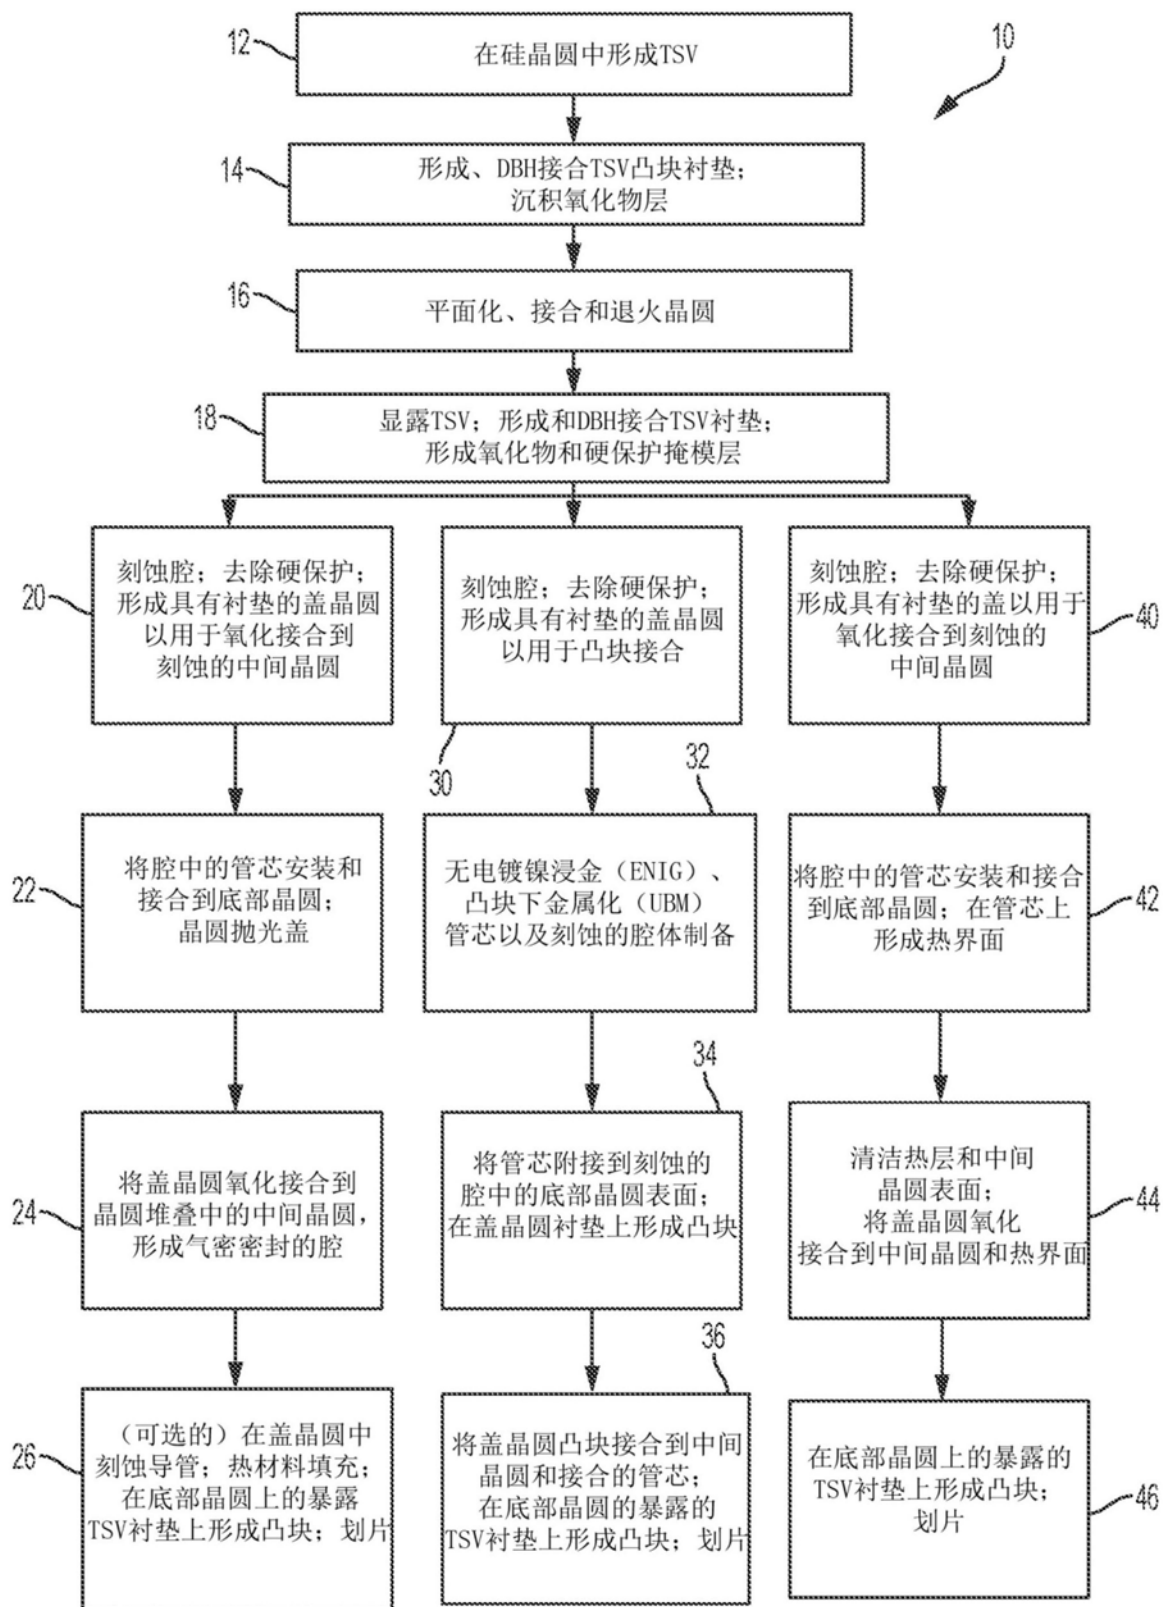 12
在硅晶圆中形成TSV
10
14
形成、DBH接合TSV凸块衬垫；
沉积氧化物层
16
平面化、接合和退火晶圆
18
显露TSV；形成和DBH接合TSV衬垫；
形成氧化物和硬保护掩模层
20
刻蚀腔；去除硬保护；
形成具有衬垫的盖晶圆
以用于氧化接合到
刻蚀的中间晶圆
刻蚀腔；去除硬保护；
形成具有衬垫的盖晶圆
以用于凸块接合
30
刻蚀腔；去除硬保护；
形成具有衬垫的盖以用于
氧化接合到刻蚀的
中间晶圆
40
22
将腔中的管芯安装和
接合到底部晶圆；
晶圆抛光盖
32
无电镀镍浸金（ENIG）、
凸块下金属化（UBM）
管芯以及刻蚀的腔体制备
将腔中的管芯安装和接合
到底部晶圆；在管芯上
形成热界面
42
24
将盖晶圆氧化接合到
晶圆堆叠中的中间晶圆，
形成气密密封的腔
34
将管芯附接到刻蚀的
腔中的底部晶圆表面；
在盖晶圆衬垫上形成凸块
清洁热层和中间
晶圆表面；
将盖晶圆氧化
接合到中间晶圆和热界面
44
26
（可选的）在盖晶圆中
刻蚀导管；热材料填充；
在底部晶圆上的暴露
TSV衬垫上形成凸块；划片
36
将盖晶圆凸块接合到中间
晶圆和接合的管芯；
在底部晶圆的暴露的
TSV衬垫上形成凸块；划片
在底部晶圆上的暴露的
TSV衬垫上形成凸块；
划片
46